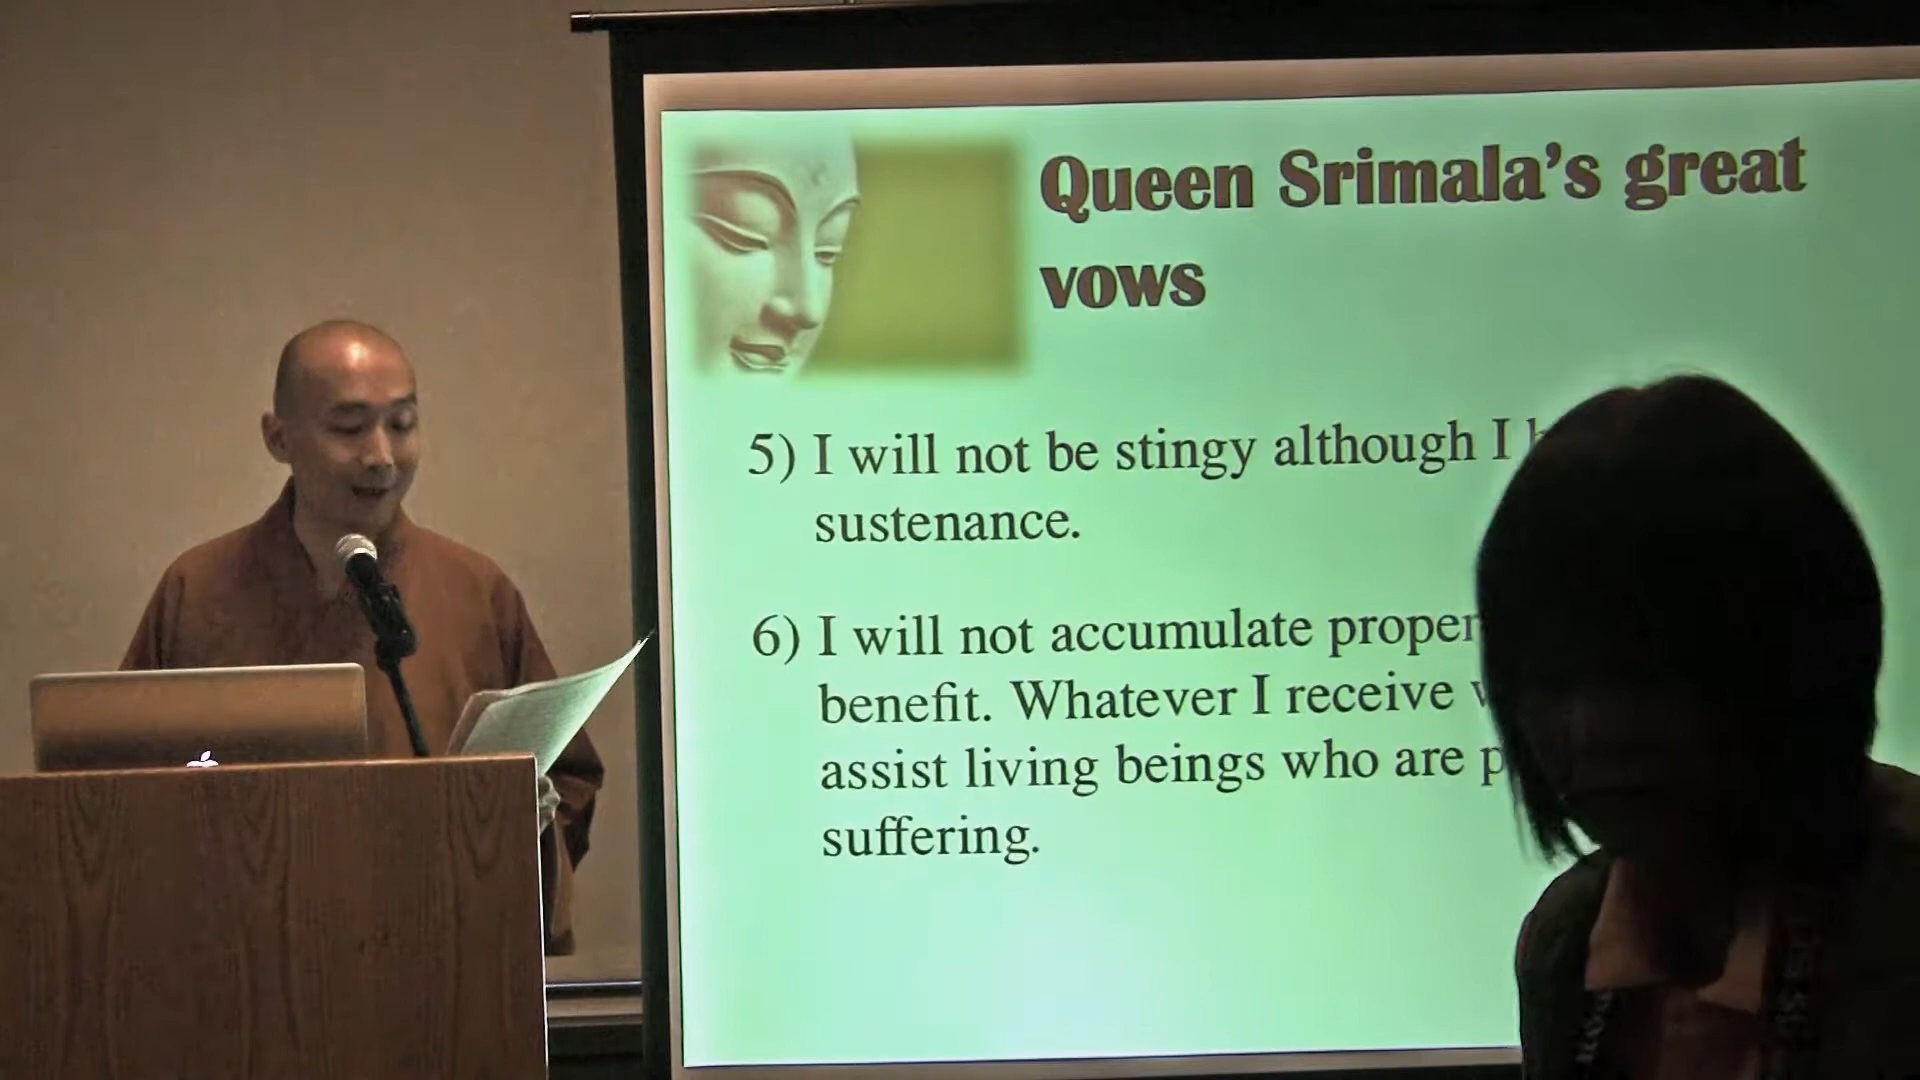 Queen Srimala's great
vows
5) I will not be stingy although I
sustenance.
6) I will not accumulate
benefit. Whatever I receive
assist living beings who are
suffering.